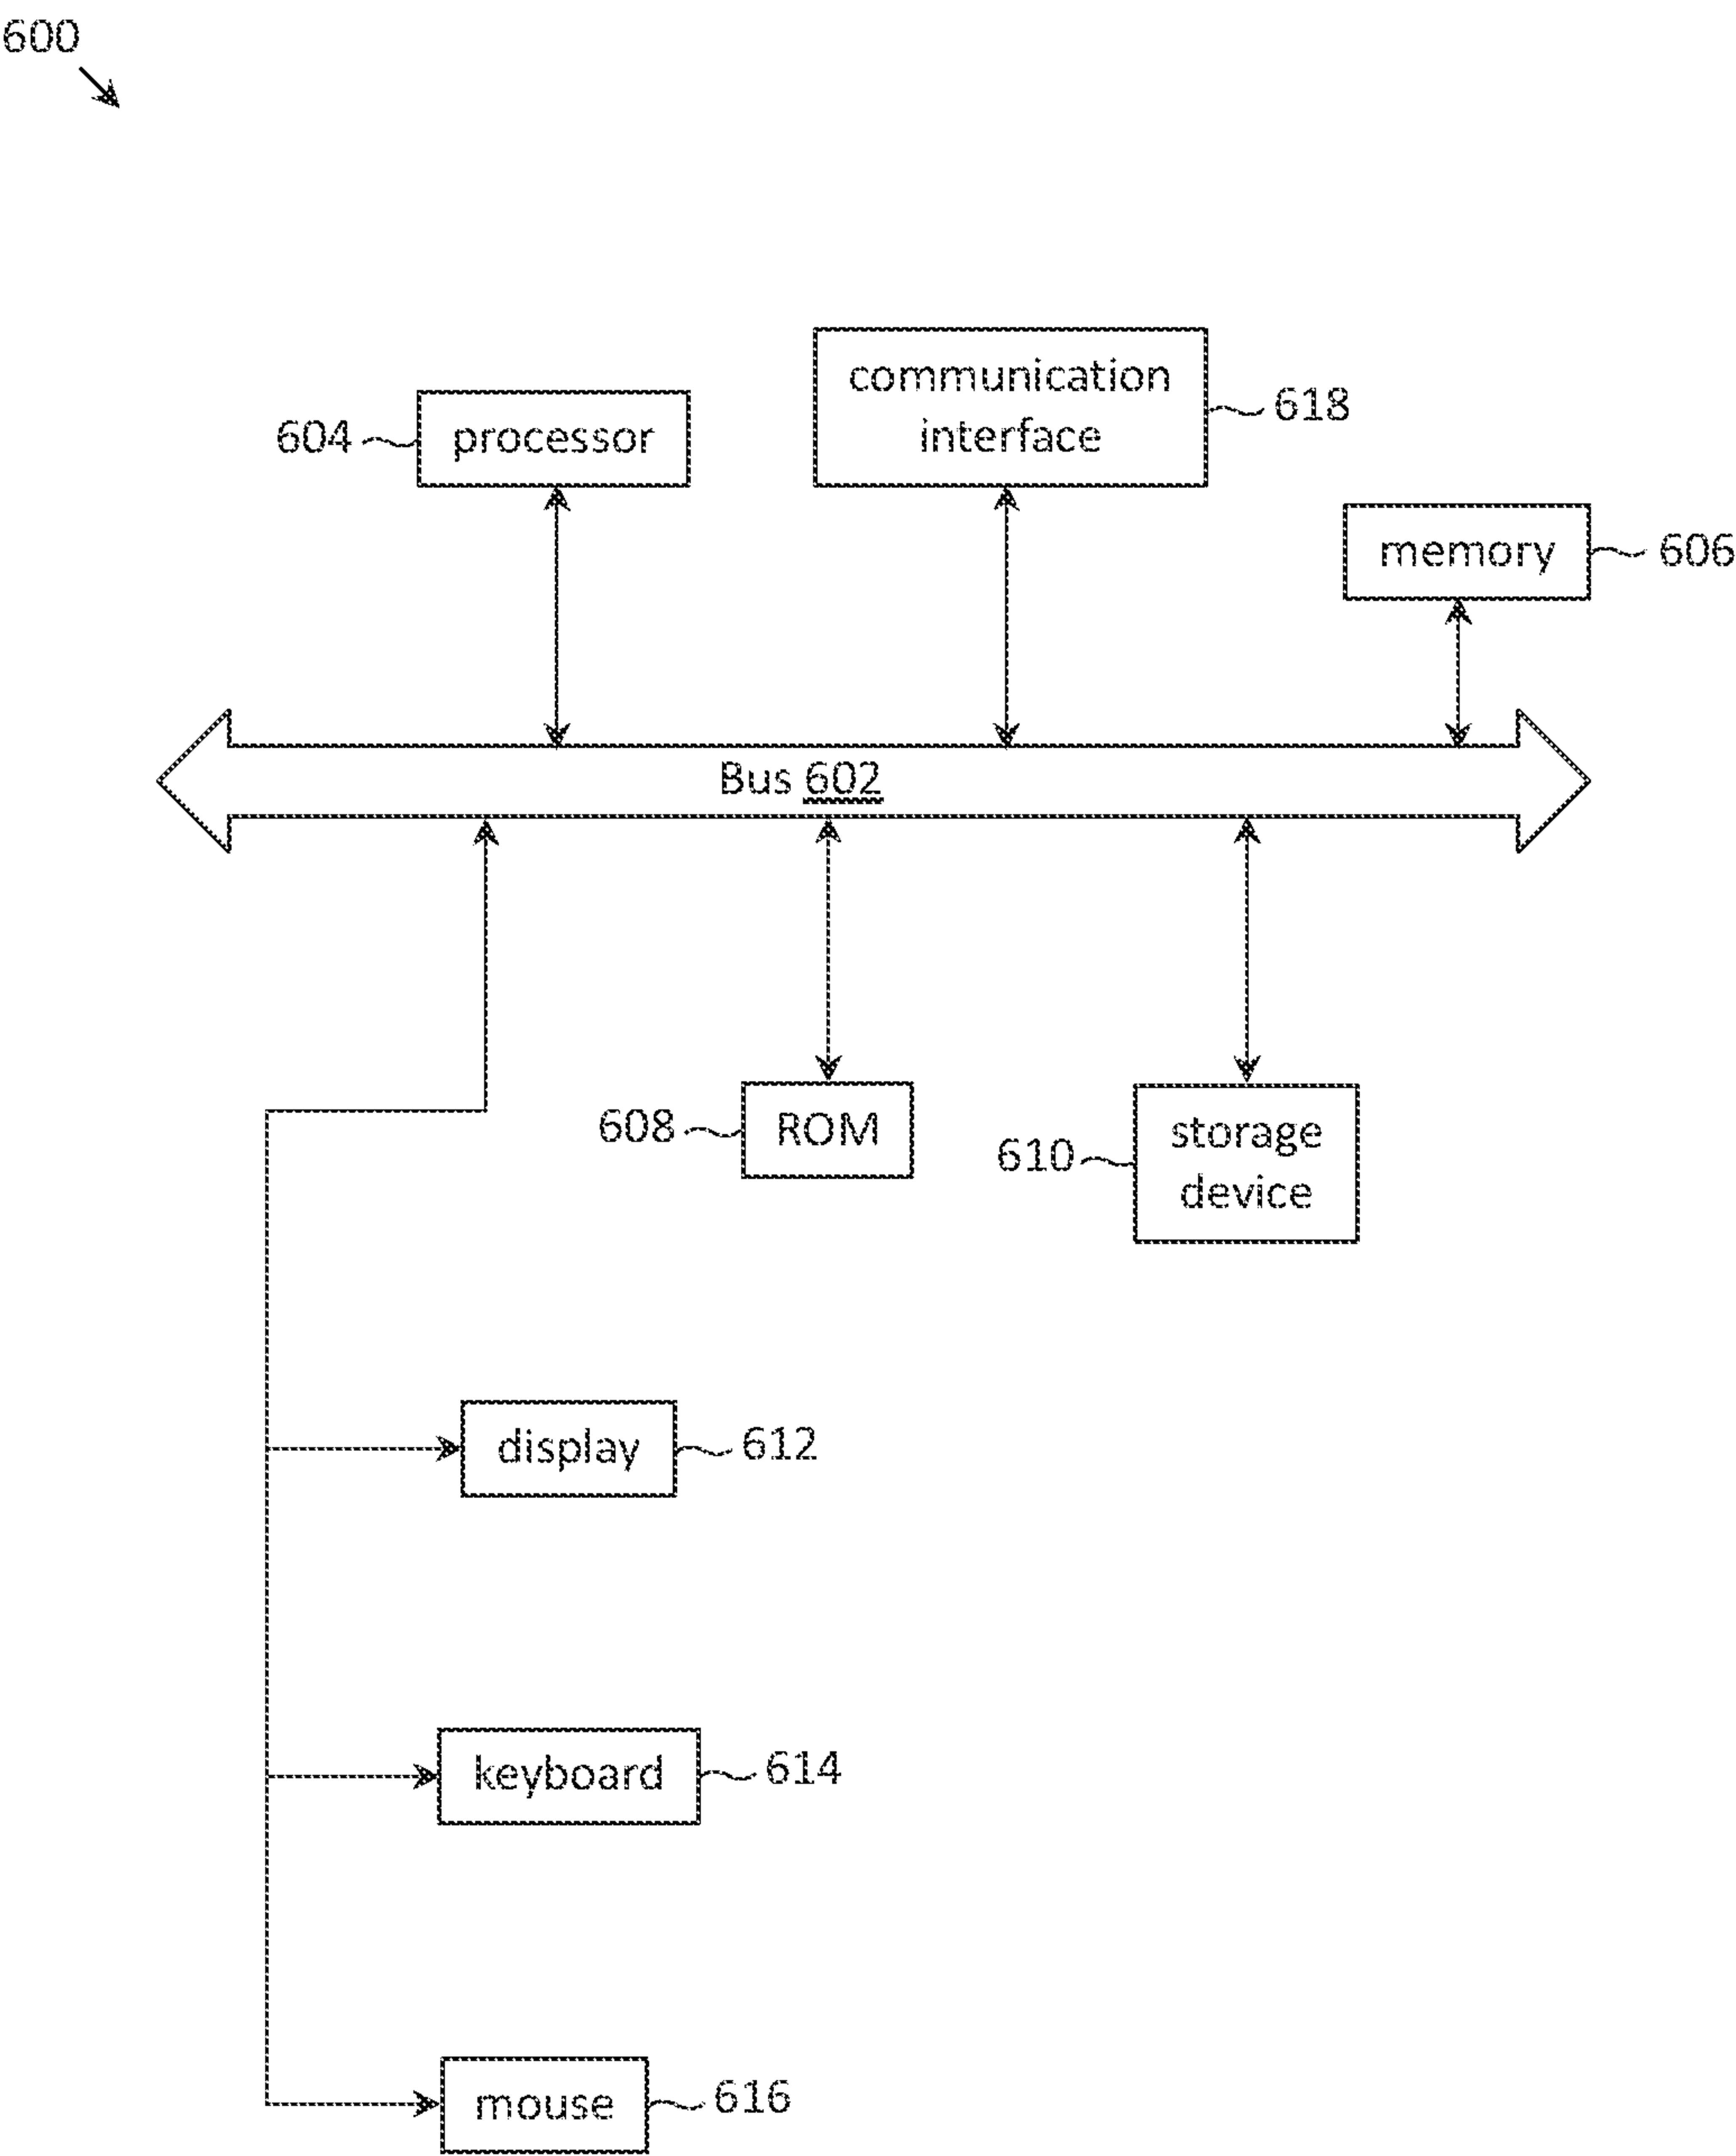 600
communication
interface
618
604
processor
memory
606
Bus 602
608
ROM
610
storage
device
display
612
keyboard
614
mouse
616